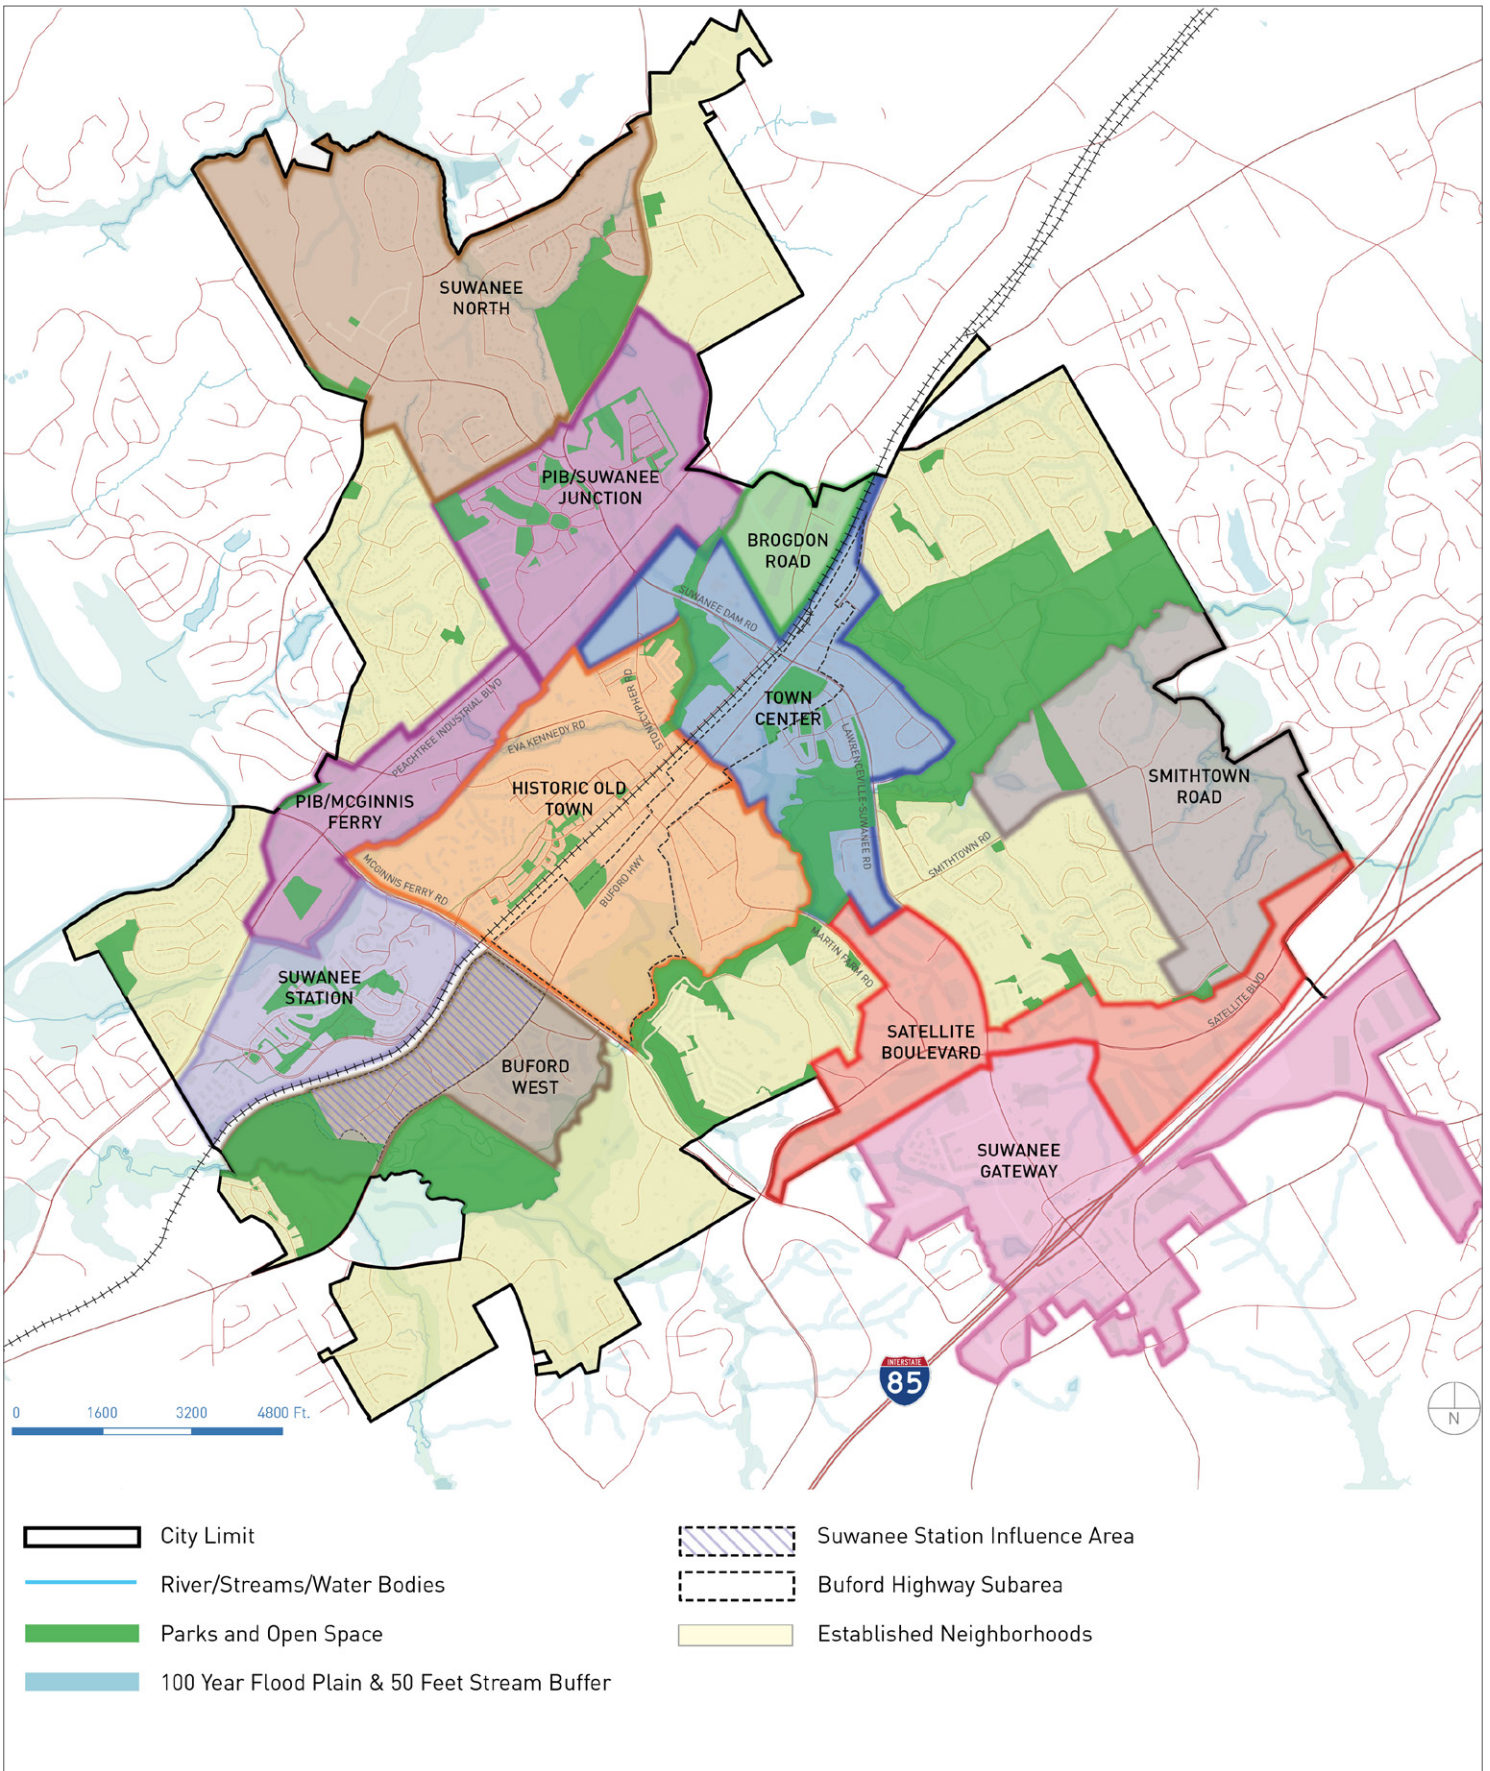 SUWANEE
NORTH
PIB/SUWANEE
JUNCTION
BROGDON
ROAD
SUWANEE DAM RD
STONECYPHER RD
TOWN
CENTER
PEACHTREE INDUSTRIAL BLVD
EVA KENNEDY RD
LAWRENCEVILLE-SUWANEE RD
SMITHTOWN
ROAD
HISTORIC OLD
TOWN
PIB/MCGINNIS
FERRY
MCGINNIS FERRY RD
BUFORD HWY
SMITHTOWN RD
MARTIN FARM RD
SUWANEE
STATION
SATELLITE BLVD
SATELLITE
BOULEVARD
BUFORD
WEST
SUWANEE
GATEWAY
INTERSTATE
85
0 1600 3200 4800 Ft.
N
City Limit
River/Streams/Water Bodies
Parks and Open Space
100 Year Flood Plain & 50 Feet Stream Buffer
Suwanee Station Influence Area
Buford Highway Subarea
Established Neighborhoods